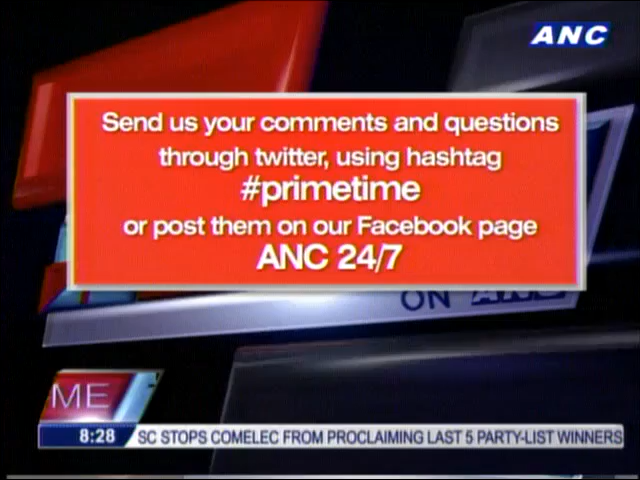 ANC
Send us your comments and questions
through twitter, using hashtag
#primetime
or post them on our Facebook page
ANC 24/7
ON ANC
ME
8:28 SC STOPS COMELEC FROM PROCLAIMING LAST 5 PARTY-LIST WINNERS